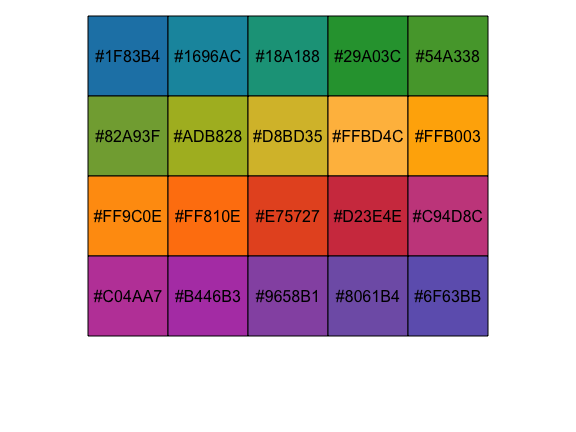 #1F83B4 #1696AC #18A188 #29A03C #54A338
#82A93F #ADB828 #D8BD35 #FFBD4C #FFB003
#FF9C0E #FF810E #E75727 #D23E4E #C94D8C
#C04AA7 #B446B3 #9658B1 #8061B4 #6F63BB